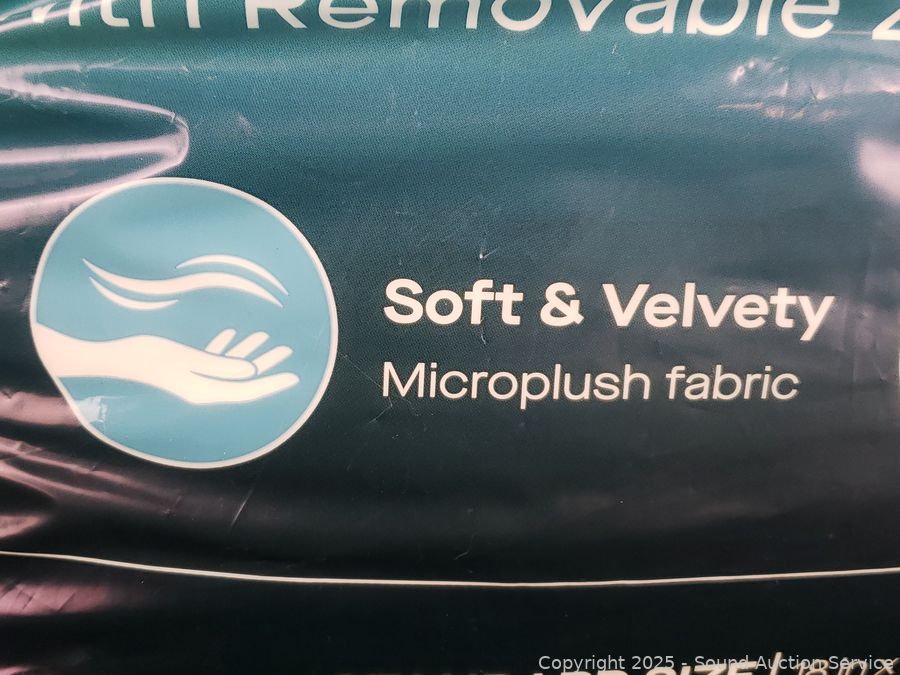 Removable
Soft & Velvety
Microplush fabric
Copyright 2025 - Sound Auction Service